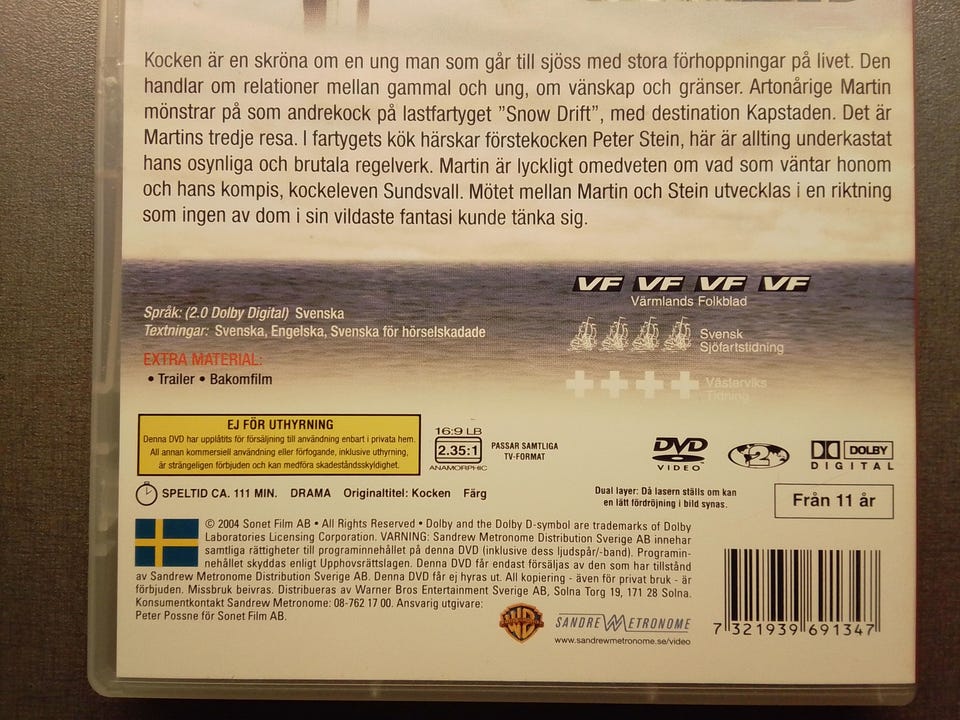 Kocken är en skröna om en ung man som går till sjöss med stora förhoppningar på livet. Den
handlar om relationer mellan gammal och ung, om vänskap och gränser. Artonårige Martin
mönstrar på som andrekock på lastfartyget ”Snow Drift”, med destination Kapstaden. Det är
Martins tredje resa. I fartygets kök härskar förstekocken Peter Stein, här är allting underkastat
hans osynliga och brutala regelverk. Martin är lyckligt omedveten om vad som väntar honom
och hans kompis, kockeleven Sundsvall. Mötet mellan Martin och Stein utvecklas i en riktning
som ingen av dom i sin vildaste fantasi kunde tänka sig.
VF VF VF VF
Värmlands Folkblad
Svensk
Sjöfartstidning
Västerviks
Tidning
Språk: (2.0 Dolby Digital) Svenska
Textningar: Svenska, Engelska, Svenska för hörselskadade
EXTRA MATERIAL:
• Trailer • Bakomfilm
EJ FÖR UTHYRNING
Denna DVD har upplåtits för försäljning till användning enbart i privata hem.
All annan kommersiell användning eller förfogande, inklusive uthyrning,
är strängeligen förbjuden och kan medföra skadeståndsskyldighet.
16:9 LB
2.35:1
ANAMORPHIC
PASSAR SAMTLIGA
TV-FORMAT
DVD
VIDEO
2
DOLBY
DIGITAL
SPELTID CA. 111 MIN. DRAMA Originaltitel: Kocken Färg
Dual layer: Då lasern ställs om kan
en lätt fördröjning i bild synas.
Från 11 år
© 2004 Sonet Film AB • All Rights Reserved • Dolby and the Dolby D-symbol are trademarks of Dolby
Laboratories Licensing Corporation. VARNING: Sandrew Metronome Distribution Sverige AB innehar
samtliga rättigheter till programinnehållet på denna DVD (inklusive dess ljudspår/-band). Programin-
nehållet skyddas enligt Upphovsrättslagen. Denna DVD får endast försäljas av den som har tillstånd
av Sandrew Metronome Distribution Sverige AB. Denna DVD får ej hyras ut. All kopiering - även för privat bruk - är
förbjuden. Missbruk beivras. Distribueras av Warner Bros Entertainment Sverige AB, Solna Torg 19, 171 28 Solna.
Konsumentkontakt Sandrew Metronome: 08-762 17 00. Ansvarig utgivare:
Peter Possne för Sonet Film AB.
WB
SANDREW METRONOME
www.sandrewmetronome.se/video
7 321939 691347